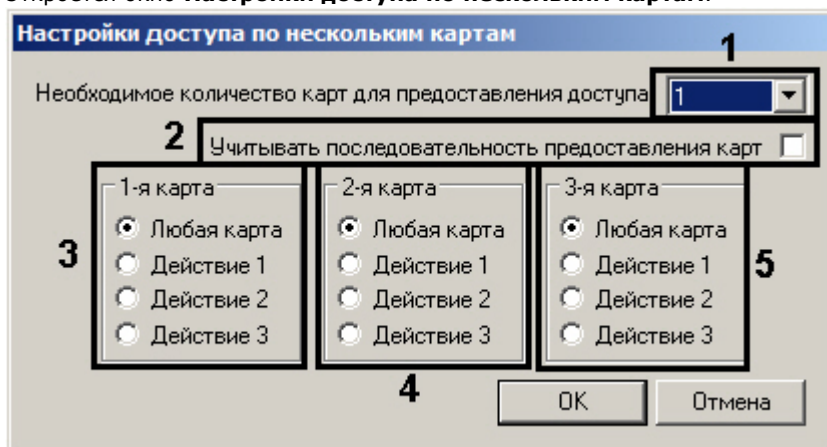 Откроется окно Настройки доступа по нескольким картам.
Настройки доступа по нескольким картам
1
Необходимое количество карт для предоставления доступа 1
2 Учитывать последовательность предоставления карт
1-я карта 2-я карта 3-я карта
Любая карта Любая карта Любая карта
3 Действие 1 Действие 1 Действие 1 5
Действие 2 Действие 2 Действие 2
Действие 3 Действие 3 Действие 3
4
OK Отмена